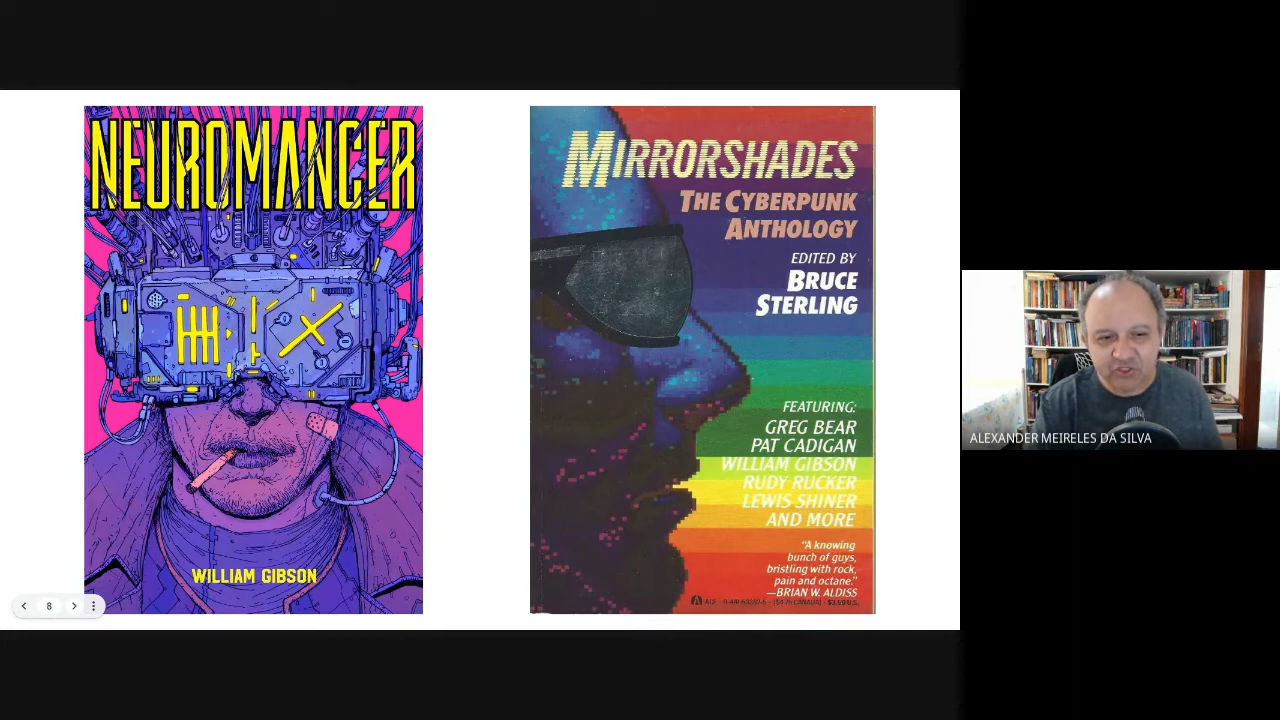 NEUROMANCER
WILLIAM GIBSON
8
MIRRORSHADES
THE CYBERPUNK
ANTHOLOGY
EDITED BY
BRUCE
STERLING
FEATURING:
GREG BEAR
PAT CADIGAN
WILLIAM GIBSON
RUDY RUCKER
LEWIS SHINER
AND MORE
“A knowing
bunch of guys,
bristling with rock,
pain and octane.”
—BRIAN W. ALDISS
ALEXANDER MEIRELES DA SILVA